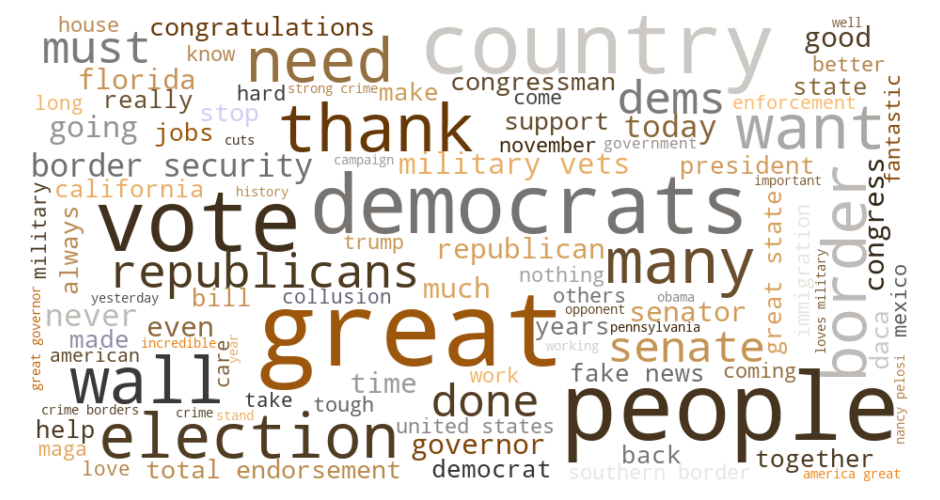 house
congratulations
country
well
must
know
need
good
florida
hard
strong crime
make
congressman
better
long
really
stop
come
dems
enforcement
state
going
jobs
cuts
thank
support
today
want
fantastic
november
government
border security
campaign
military vets
president
california
history
important
military
always
vote
democrats
many
border
congress
trump
republican
great state
immigration
republicans
nothing
yesterday
bill
collusion
much
others
obama
senator
loves military
daca
mexico
great governor
never
even
great
opponent
years
pennsylvania
made
incredible
working
senate
american
care
year
wall
time
work
fake news
coming
nancy pelosi
take
tough
done
people
crime borders
crime
stand
united states
help
election
governor
maga
back
together
love
total endorsement
democrat
southern border
america great